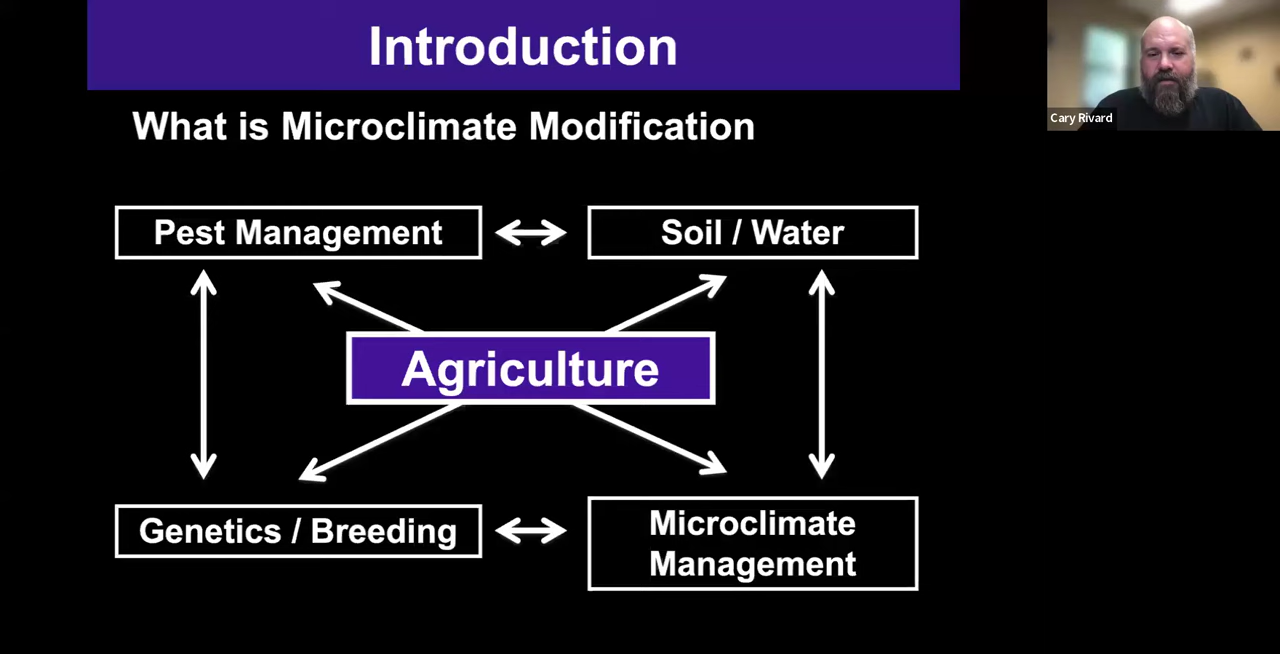 Introduction
Cary Rivard
What is Microclimate Modification
Pest Management
Soil / Water
Agriculture
Genetics / Breeding
Microclimate
Management